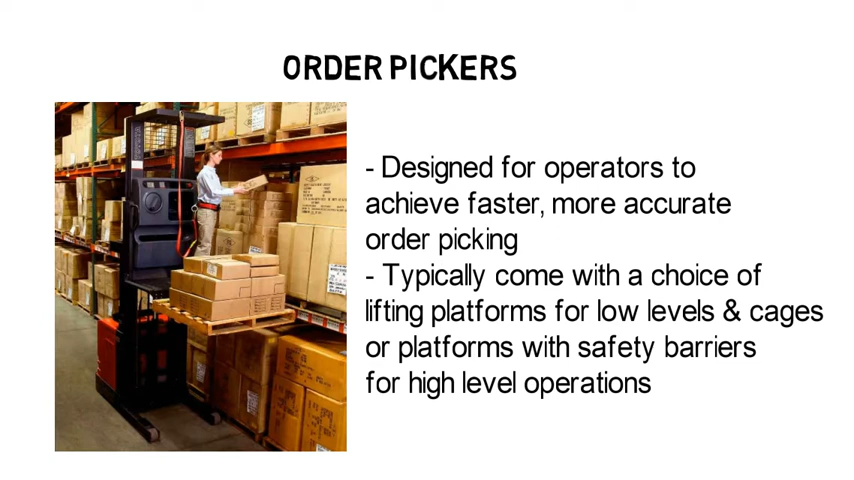 ORDER PICKERS
- Designed for operators to
achieve faster, more accurate
order picking
- Typically come with a choice of
lifting platforms for low levels & cages
or platforms with safety barriers
for high level operations